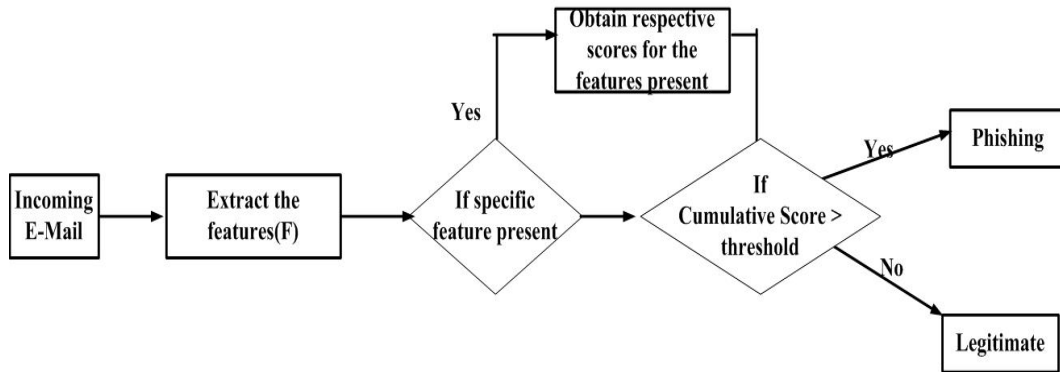 Incoming
E-Mail
Extract the
features(F)
If specific
feature present
Yes
Obtain respective
scores for the
features present
If
Cumulative Score >
threshold
Yes
Phishing
No
Legitimate